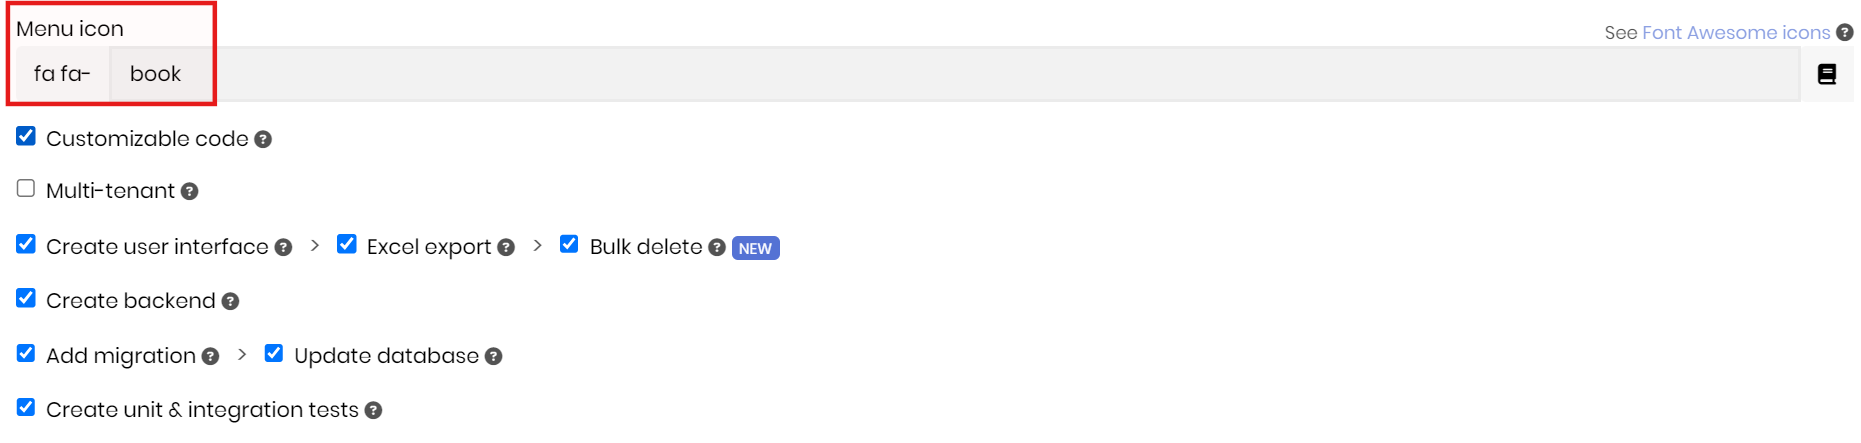 Menu icon
See Font Awesome icons ?
fa fa- book
Customizable code ?
Multi-tenant ?
Create user interface ? > Excel export ? > Bulk delete ? NEW
Create backend ?
Add migration ? > Update database ?
Create unit & integration tests ?